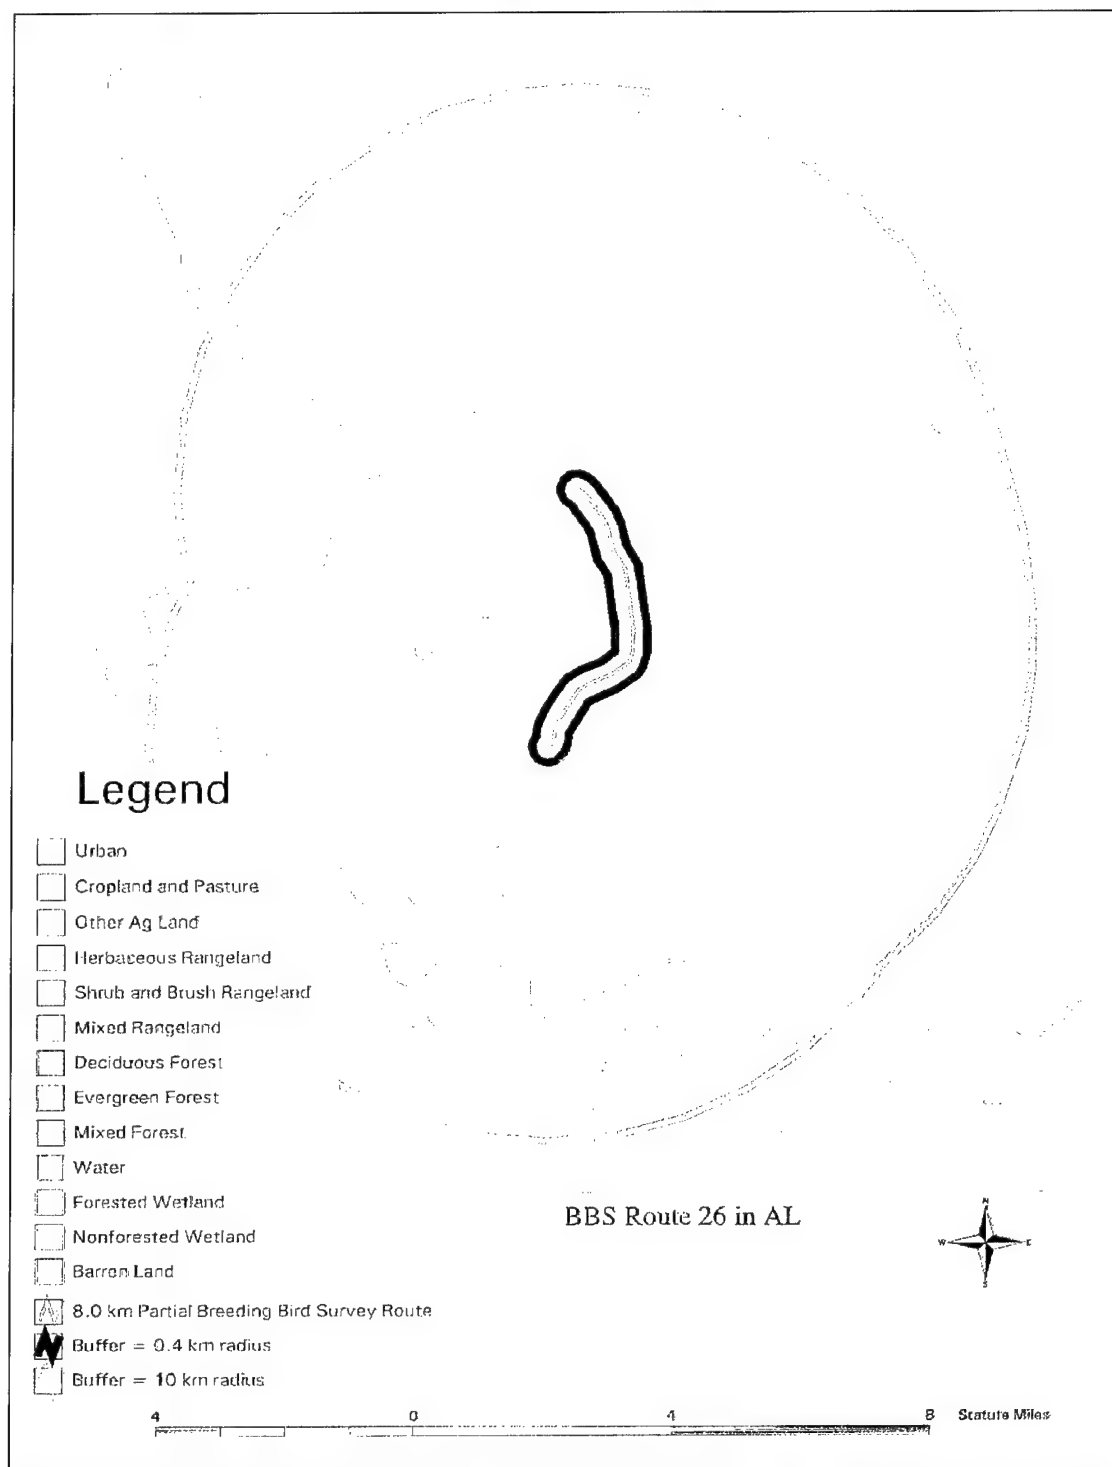 Legend
Urban
Cropland and Pasture
Other Ag Land
Herbaceous Rangeland
Shrub and Brush Rangeland
Mixed Rangeland
Deciduous Forest
Evergreen Forest
Mixed Forest
Water
Forested Wetland
Nonforested Wetland
Barren Land
8.0 km Partial Breeding Bird Survey Route
Buffer = 0.4 km radius
Buffer = 10 km radius
BBS Route 26 in AL
N
W E
S
4 0 4 8 Statute Miles